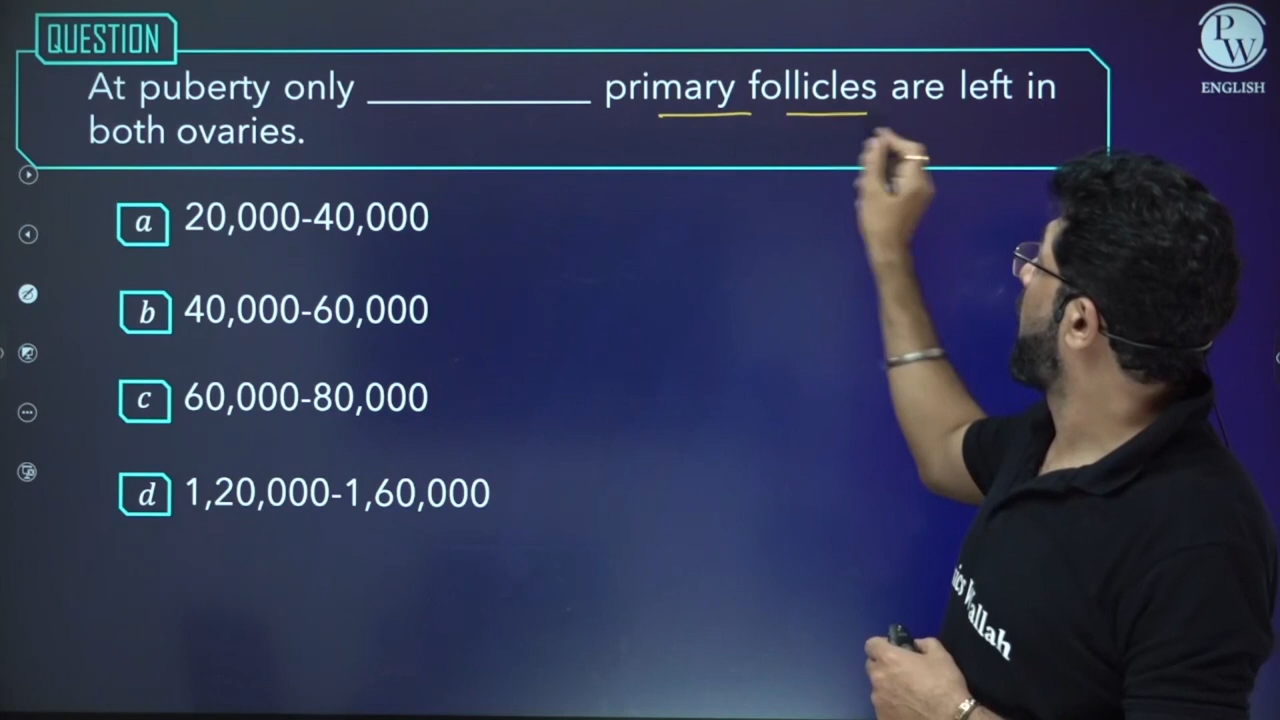 QUESTION
At puberty only ____________ primary follicles are left in
both ovaries.
a 20,000-40,000
b 40,000-60,000
c 60,000-80,000
d 1,20,000-1,60,000
PW
ENGLISH
ics Wallah